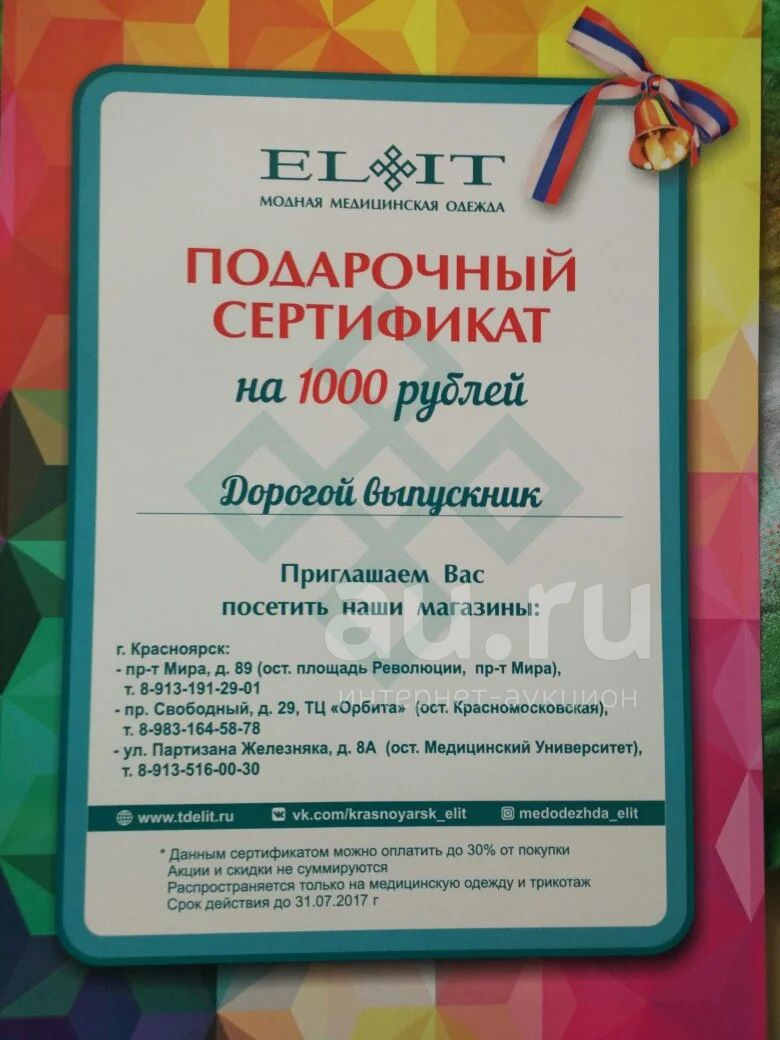 ELIT
МОДНАЯ МЕДИЦИНСКАЯ ОДЕЖДА
ПОДАРОЧНЫЙ
СЕРТИФИКАТ
на 1000 рублей
Дорогой выпускник
Приглашаем Вас
посетить наши магазины:
au.ru
интернет-аукцион
г. Красноярск:
- пр-т Мира, д. 89 (ост. площадь Революции, пр-т Мира),
т. 8-913-191-29-01
- пр. Свободный, д. 29, ТЦ «Орбита» (ост. Красномосковская),
т. 8-983-164-58-78
- ул. Партизана Железняка, д. 8А (ост. Медицинский Университет),
т. 8-913-516-00-30
www.tdelit.ru vk.com/krasnoyarsk_elit medodezhda_elit
* Данным сертификатом можно оплатить до 30% от покупки
Акции и скидки не суммируются
Распространяется только на медицинскую одежду и трикотаж
Срок действия до 31.07.2017 г